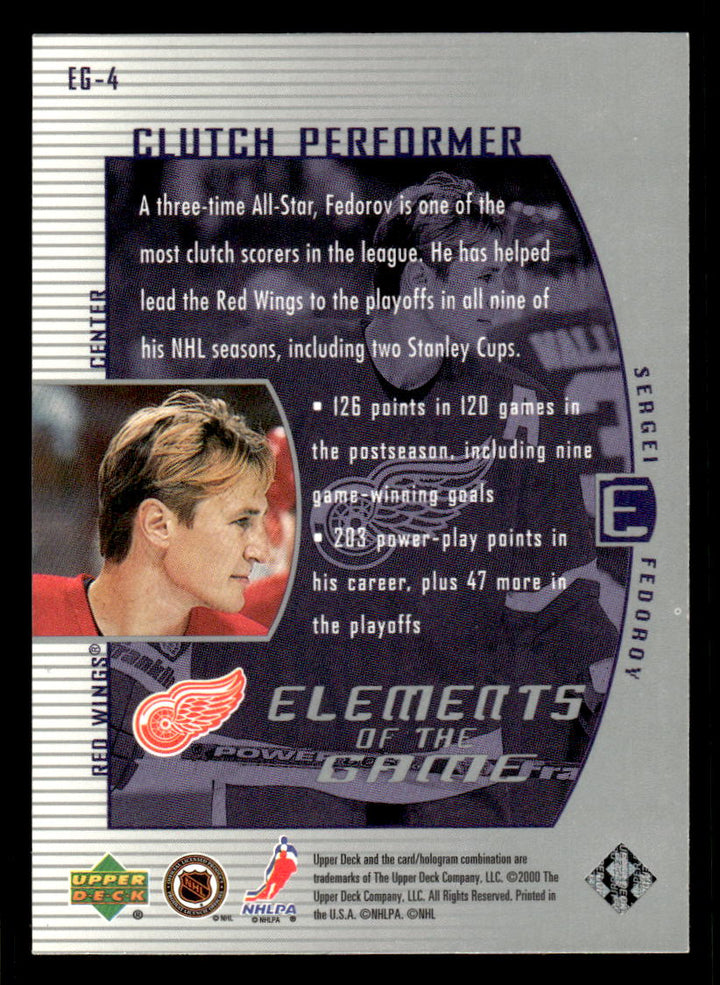 EG-4
CLUTCH PERFORMER
A three-time All-Star, Fedorov is one of the
most clutch scorers in the league. He has helped
lead the Red Wings to the playoffs in all nine of
his NHL seasons, including two Stanley Cups.
• 126 points in 120 games in
the postseason, including nine
game-winning goals
• 203 power-play points in
his career, plus 47 more in
the playoffs
CENTER
RED WINGS®
SERGEI
E
FEDOROV
ELEMENTS
OF THE
GAME
POWER
UPPER
DECK
®
NHL
©NHL
NHLPA
©NHLPA ®
Upper Deck and the card/hologram combination are
trademarks of The Upper Deck Company, LLC. ©2000 The
Upper Deck Company, LLC. All Rights Reserved. Printed in
the U.S.A. ©NHLPA. ©NHL